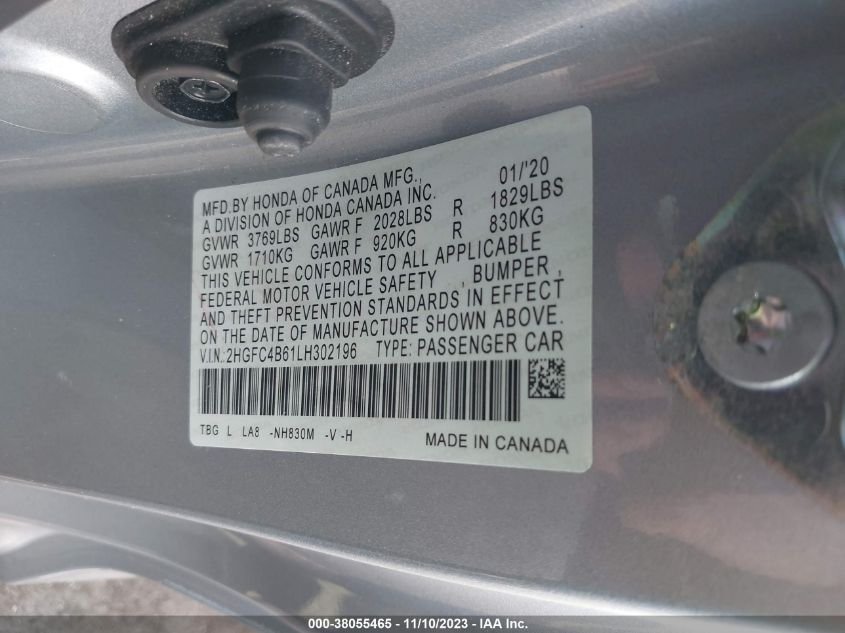 MFD.BY HONDA OF CANADA MFG., 01/'20
A DIVISION OF HONDA CANADA INC.
GVWR 3769LBS GAWR F 2028LBS R 1829LBS
GVWR 1710KG GAWR F 920KG R 830KG
THIS VEHICLE CONFORMS TO ALL APPLICABLE
FEDERAL MOTOR VEHICLE SAFETY , BUMPER ,
AND THEFT PREVENTION STANDARDS IN EFFECT
ON THE DATE OF MANUFACTURE SHOWN ABOVE.
V.I.N.:2HGFC4B61LH302196 TYPE: PASSENGER CAR
TBG L LA8 -NH830M -V -H MADE IN CANADA
000-38055465 - 11/10/2023 - IAA Inc.